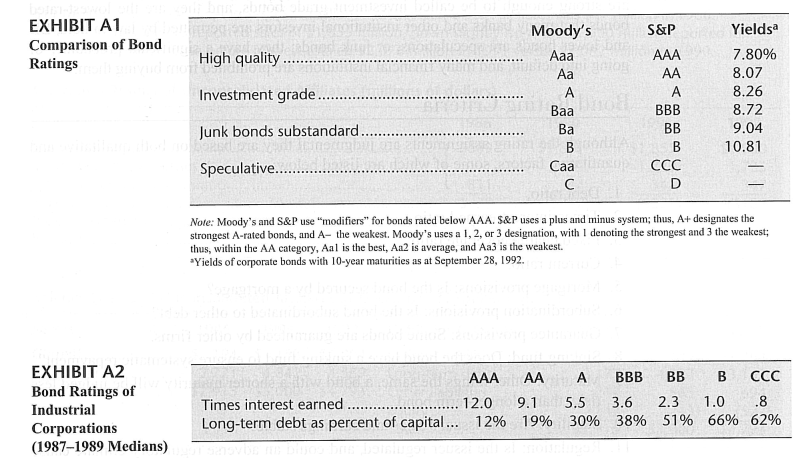 EXHIBIT A1
Comparison of Bond
Ratings
Moody's S&P Yieldsª
High quality ........................................................ Aaa AAA 7.80%
Aa AA 8.07
Investment grade................................................... A A 8.26
Baa BBB 8.72
Junk bonds substandard....................................... Ba BB 9.04
B B 10.81
Speculative............................................................ Caa CCC —
C D —
Note: Moody's and S&P use "modifiers" for bonds rated below AAA. S&P uses a plus and minus system; thus, A+ designates the
strongest A-rated bonds, and A– the weakest. Moody's uses a 1, 2, or 3 designation, with 1 denoting the strongest and 3 the weakest;
thus, within the AA category, Aa1 is the best, Aa2 is average, and Aa3 is the weakest.
ªYields of corporate bonds with 10-year maturities as at September 28, 1992.
EXHIBIT A2
Bond Ratings of
Industrial
Corporations
(1987–1989 Medians)
AAA AA A BBB BB B CCC
Times interest earned .......................... 12.0 9.1 5.5 3.6 2.3 1.0 .8
Long-term debt as percent of capital... 12% 19% 30% 38% 51% 66% 62%